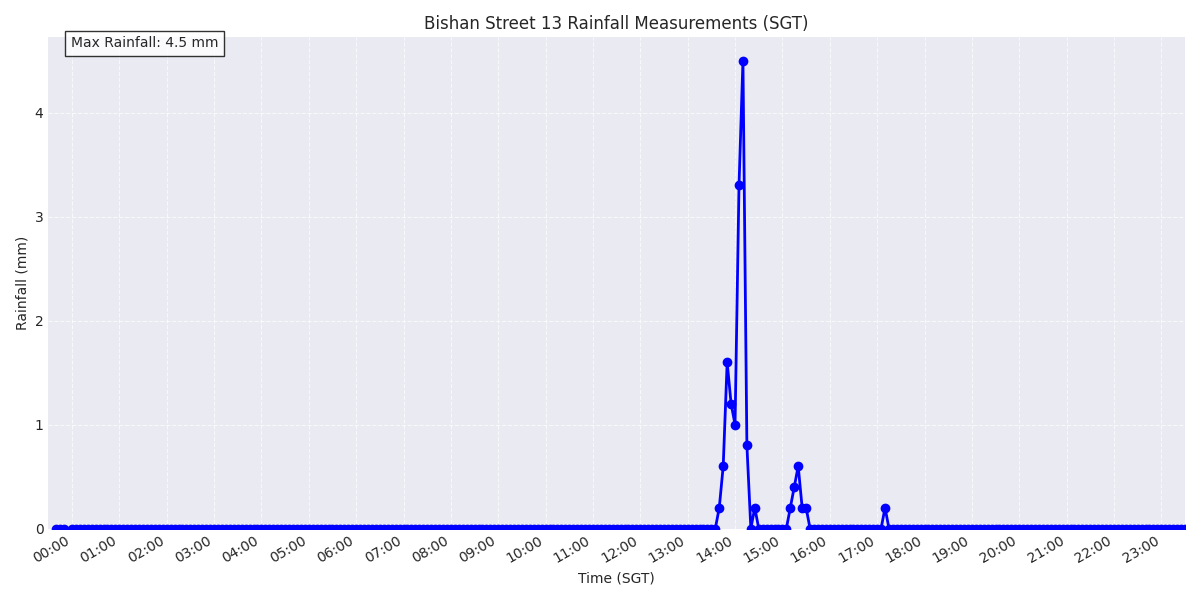 Bishan Street 13 Rainfall Measurements (SGT)
Max Rainfall: 4.5 mm
Rainfall (mm)
4
3
2
1
0
00:00 01:00 02:00 03:00 04:00 05:00 06:00 07:00 08:00 09:00 10:00 11:00 12:00 13:00 14:00 15:00 16:00 17:00 18:00 19:00 20:00 21:00 22:00 23:00
Time (SGT)